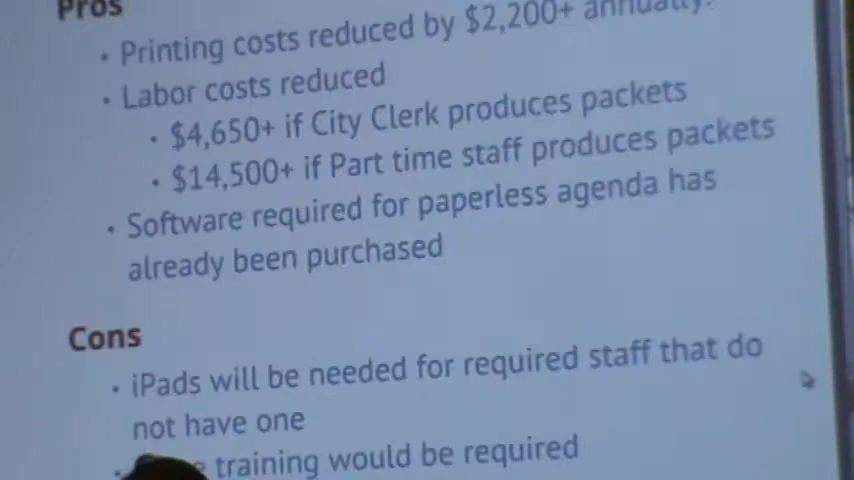 Pros
• Printing costs reduced by $2,200+ annually.
• Labor costs reduced
• $4,650+ if City Clerk produces packets
• $14,500+ if Part time staff produces packets
• Software required for paperless agenda has
already been purchased
Cons
• iPads will be needed for required staff that do
not have one
• training would be required